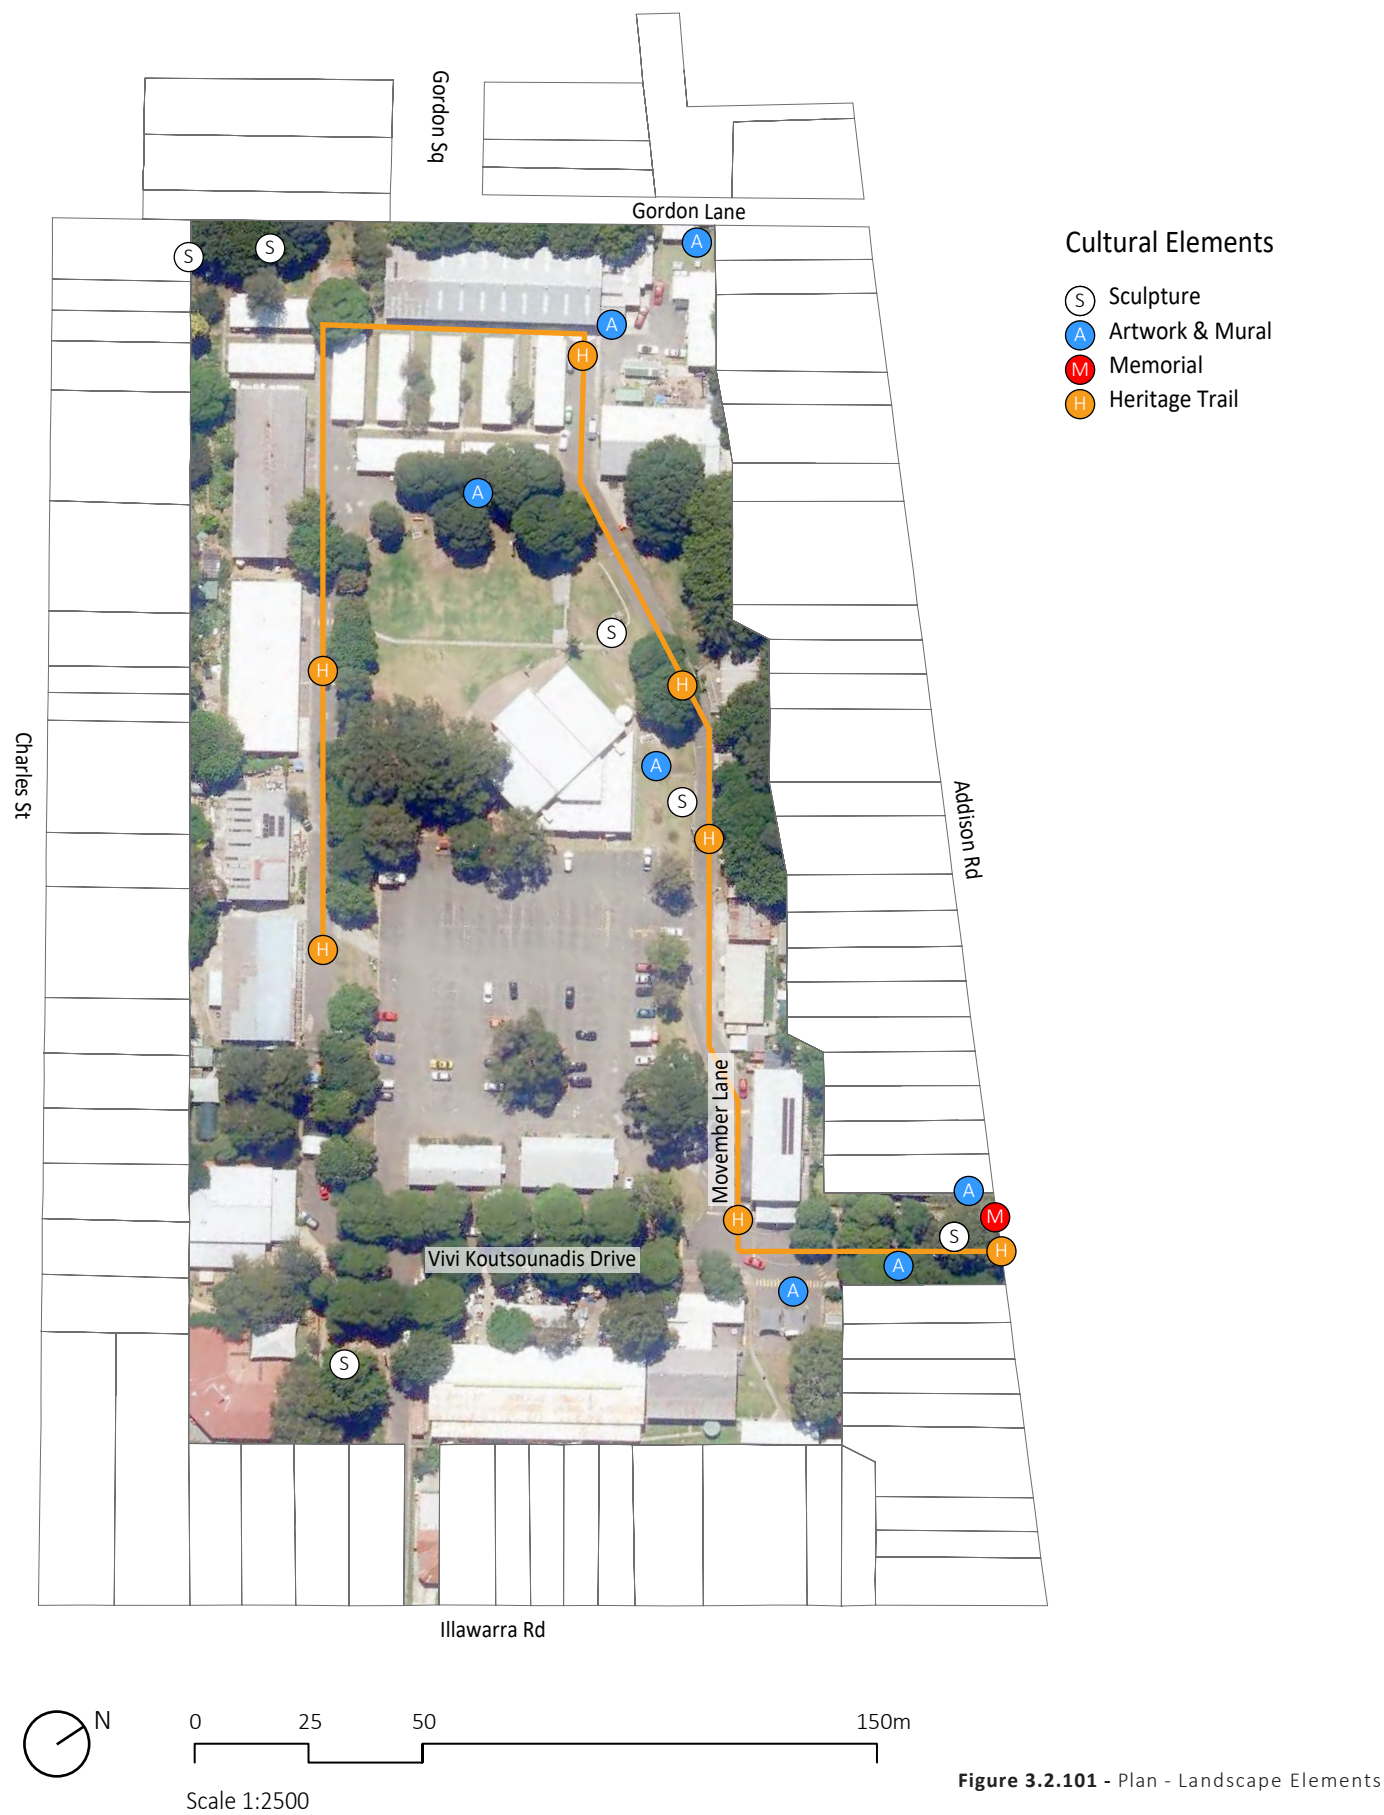 Gordon Sq
Gordon Lane
Cultural Elements
S Sculpture
A Artwork & Mural
M Memorial
H Heritage Trail
A
S
S
A
H
A
S
H
H
A
S
H
H
Charles St
Addison Rd
Movember Lane
A
M
H
S
H
Vivi Koutsounadis Drive
A
A
S
Illawarra Rd
N
0 25 50 150m
Scale 1:2500
Figure 3.2.101 - Plan - Landscape Elements